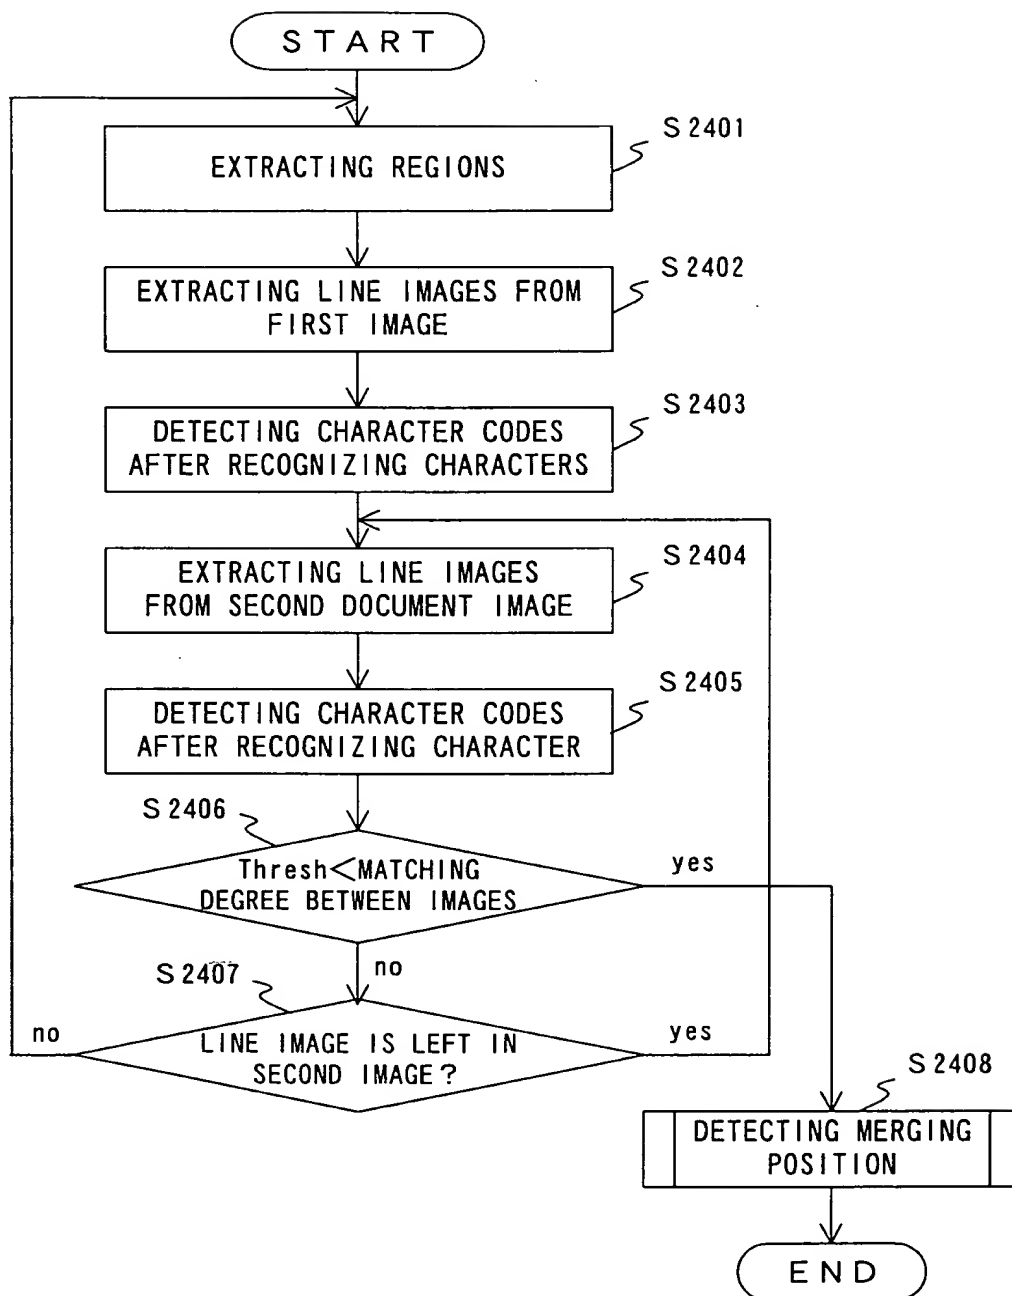 START
S2401
EXTRACTING REGIONS
S2402
EXTRACTING LINE IMAGES FROM
FIRST IMAGE
S2403
DETECTING CHARACTER CODES
AFTER RECOGNIZING CHARACTERS
S2404
EXTRACTING LINE IMAGES
FROM SECOND DOCUMENT IMAGE
S2405
DETECTING CHARACTER CODES
AFTER RECOGNIZING CHARACTER
S2406
Thresh<MATCHING
DEGREE BETWEEN IMAGES
yes
no
S2407
LINE IMAGE IS LEFT IN
SECOND IMAGE?
no
yes
S2408
DETECTING MERGING
POSITION
END